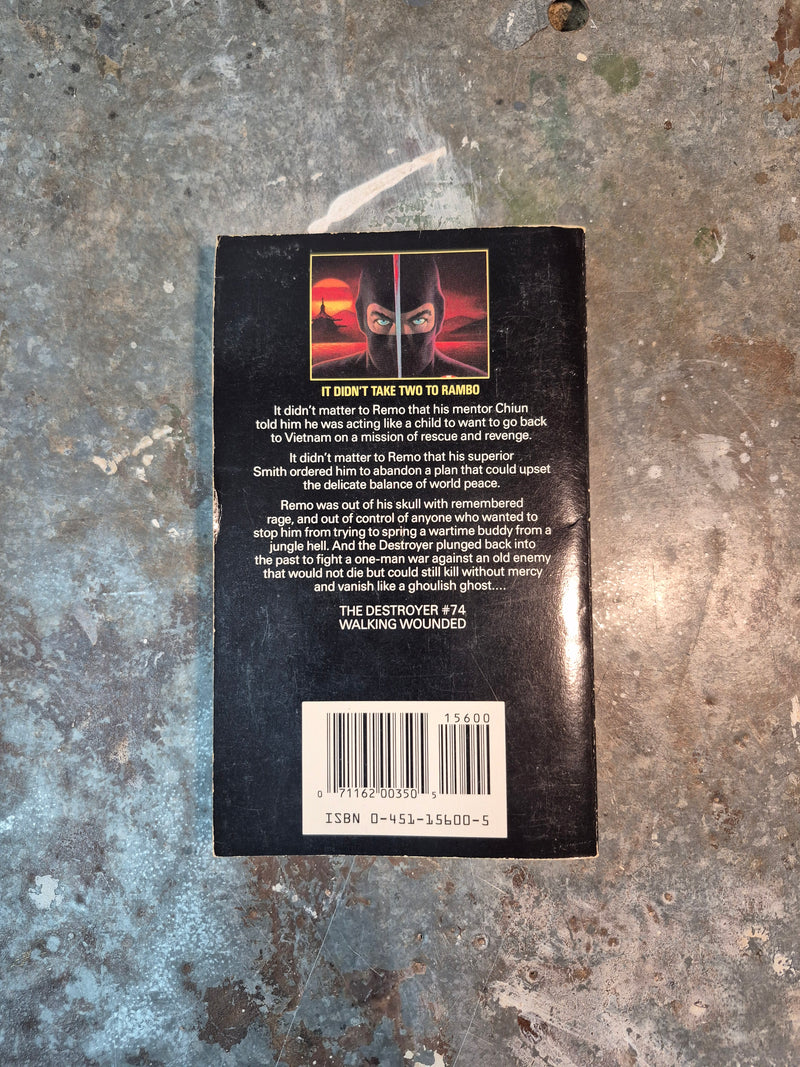 IT DIDN'T TAKE TWO TO RAMBO
It didn't matter to Remo that his mentor Chiun
told him he was acting like a child to want to go back
to Vietnam on a mission of rescue and revenge.
It didn't matter to Remo that his superior
Smith ordered him to abandon a plan that could upset
the delicate balance of world peace.
Remo was out of his skull with remembered
rage, and out of control of anyone who wanted to
stop him from trying to spring a wartime buddy from a
jungle hell. And the Destroyer plunged back into
the past to fight a one-man war against an old enemy
that would not die but could still kill without mercy
and vanish like a ghoulish ghost....
THE DESTROYER #74
WALKING WOUNDED
15600
0 71162 00350 5
ISBN 0-451-15600-5